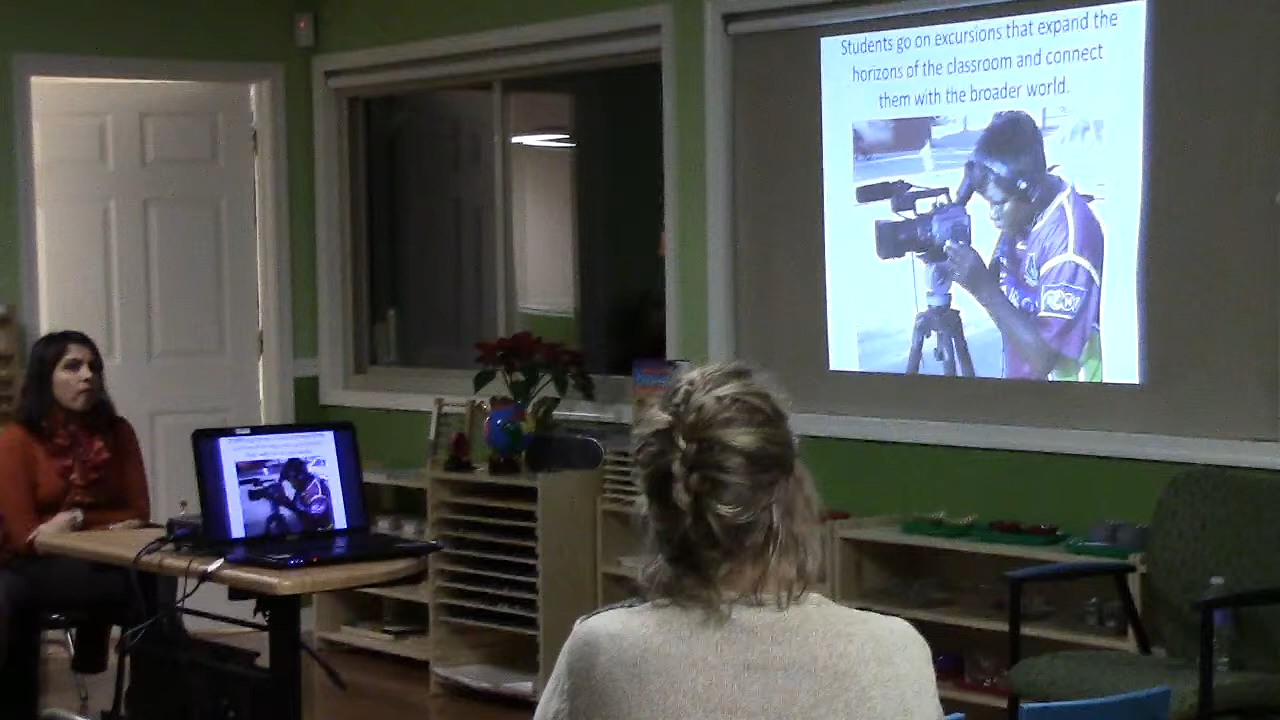 Students go on excursions that expand the
horizons of the classroom and connect
them with the broader world.